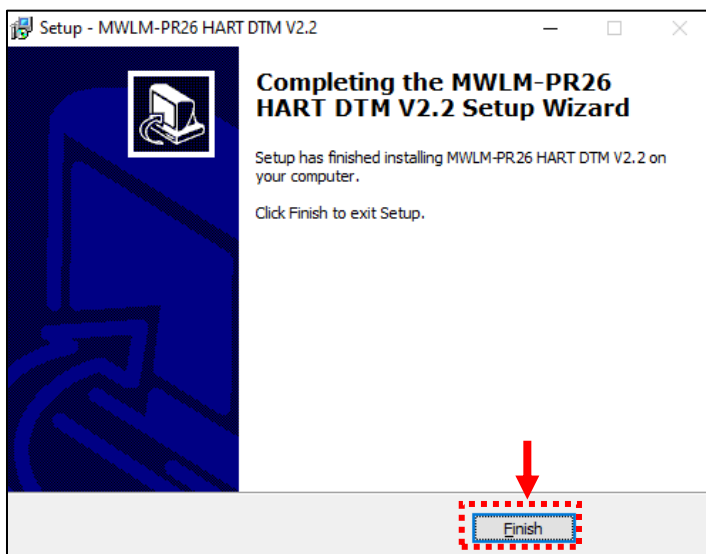 Setup - MWLM-PR26 HART DTM V2.2
Completing the MWLM-PR26
HART DTM V2.2 Setup Wizard
Setup has finished installing MWLM-PR26 HART DTM V2.2 on
your computer.
Click Finish to exit Setup.
Finish